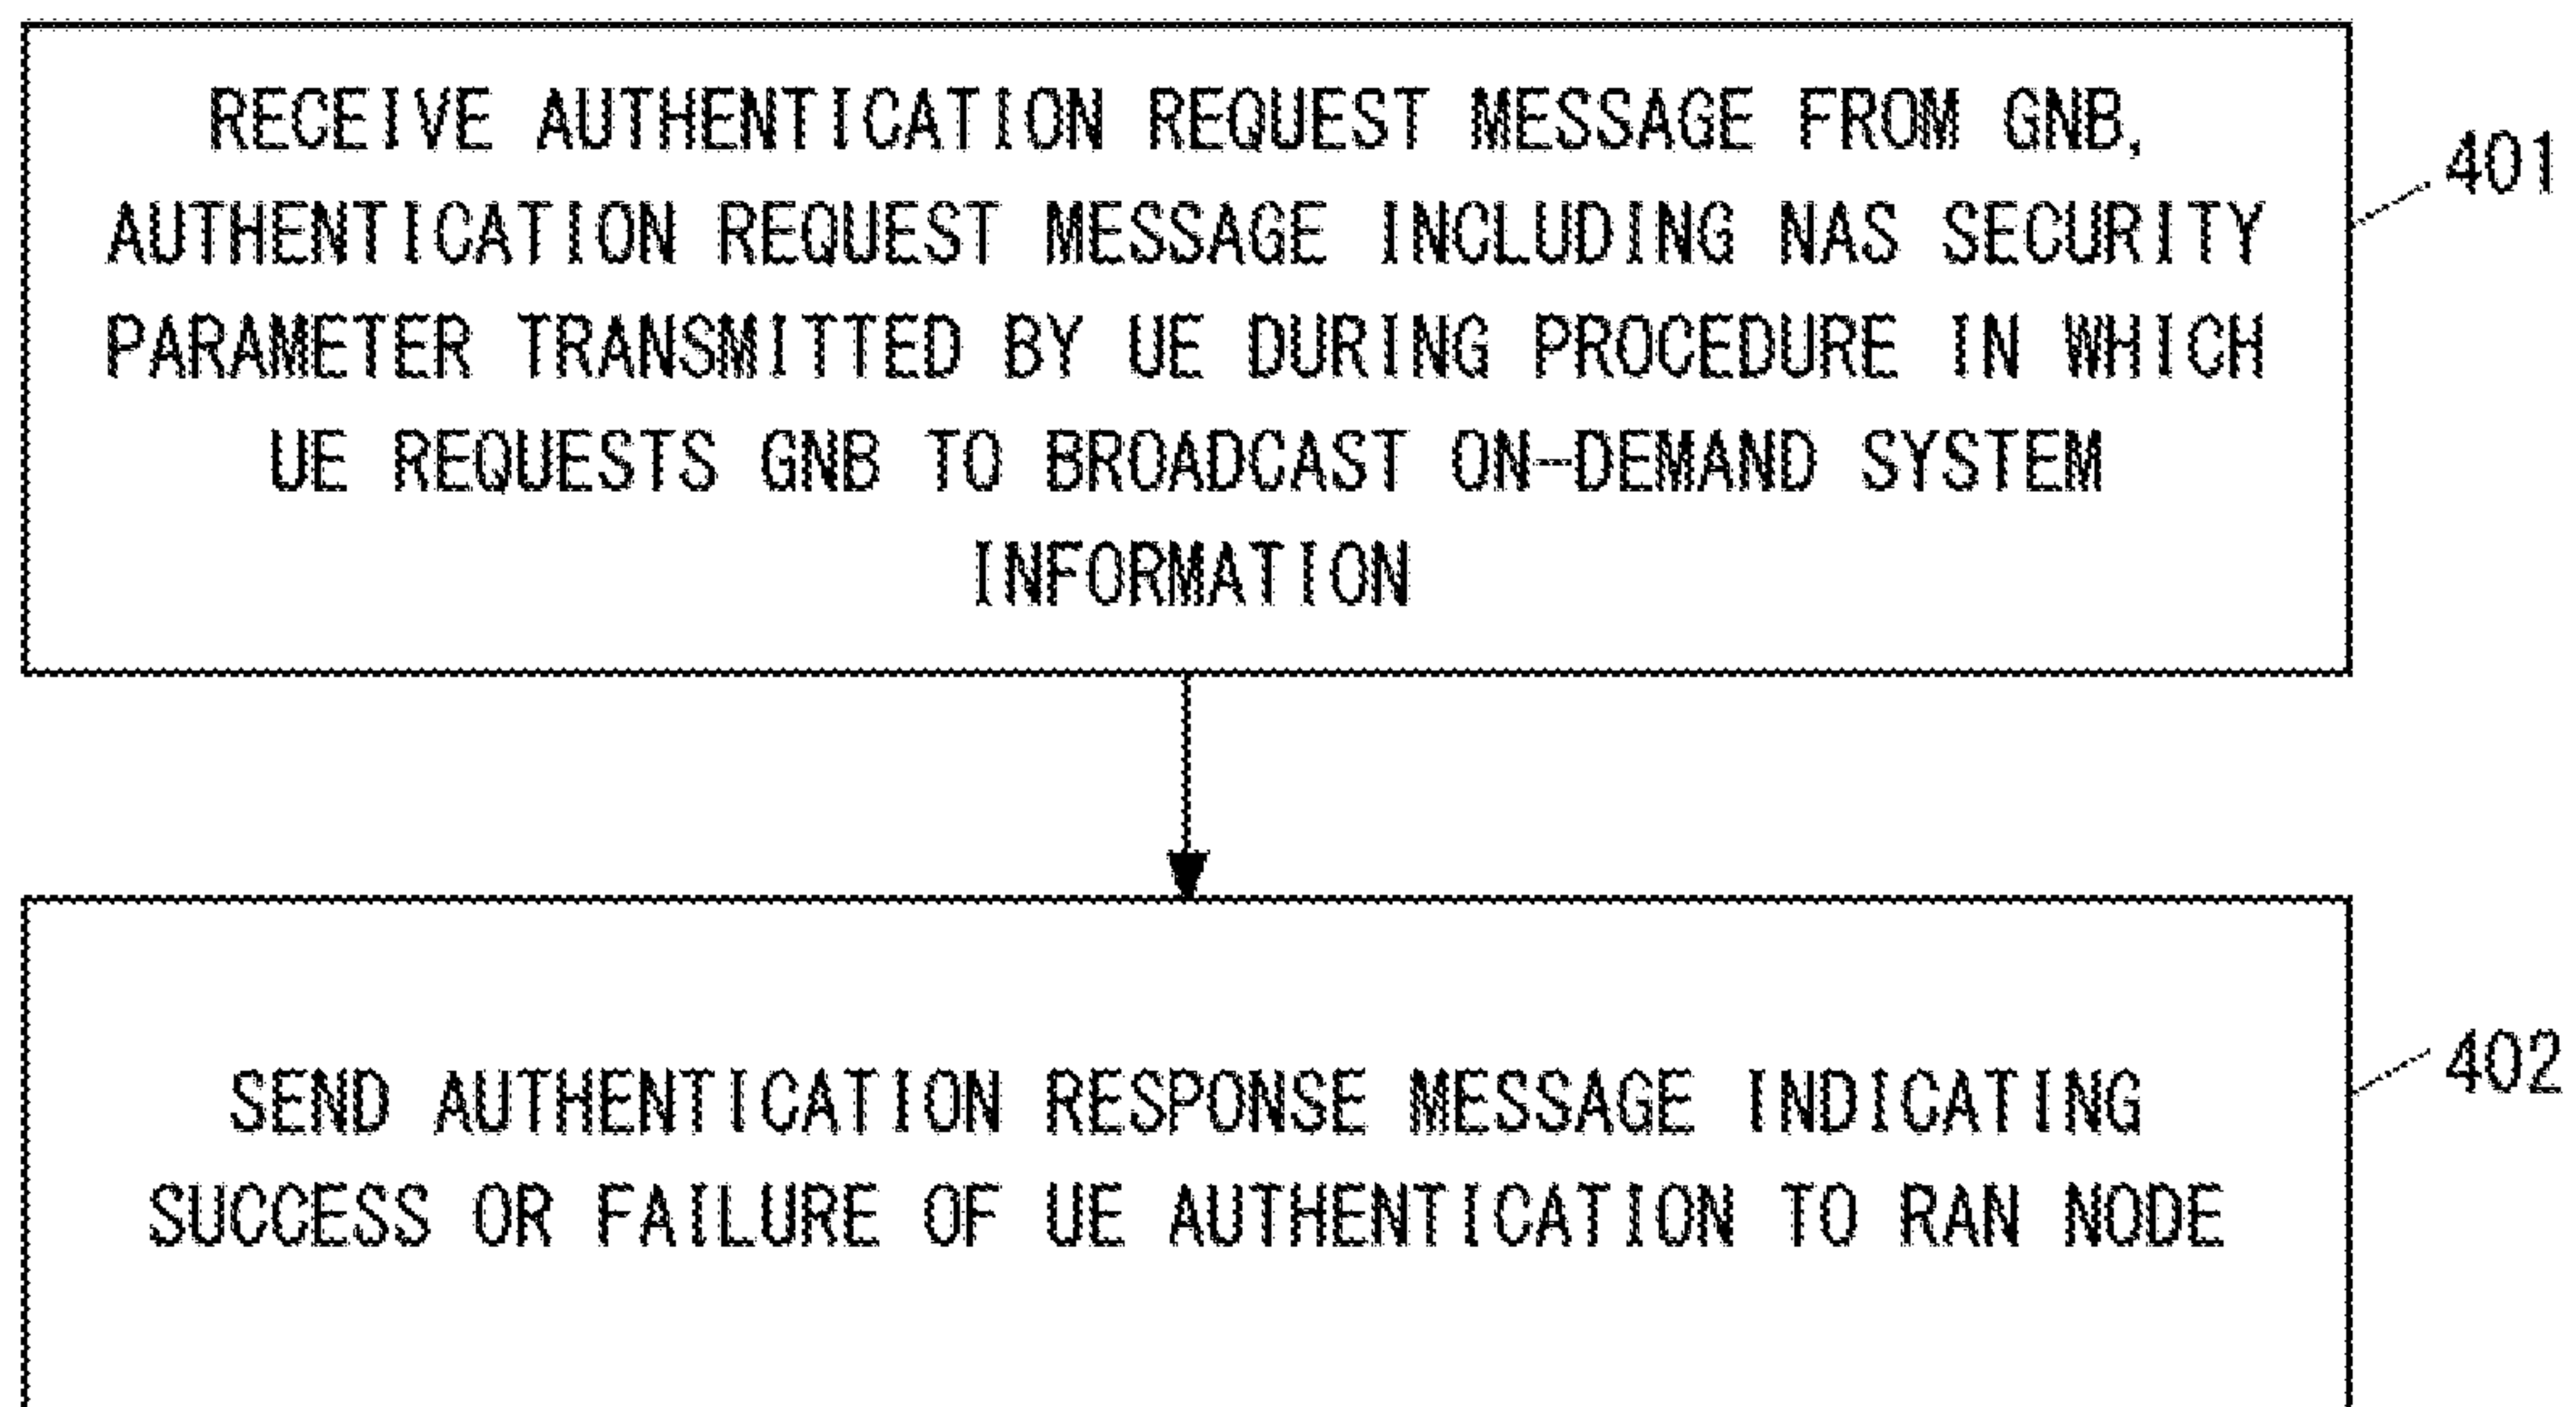 RECEIVE AUTHENTICATION REQUEST MESSAGE FROM GNB,
AUTHENTICATION REQUEST MESSAGE INCLUDING NAS SECURITY
PARAMETER TRANSMITTED BY UE DURING PROCEDURE IN WHICH
UE REQUESTS GNB TO BROADCAST ON-DEMAND SYSTEM
INFORMATION
401
SEND AUTHENTICATION RESPONSE MESSAGE INDICATING
SUCCESS OR FAILURE OF UE AUTHENTICATION TO RAN NODE
402